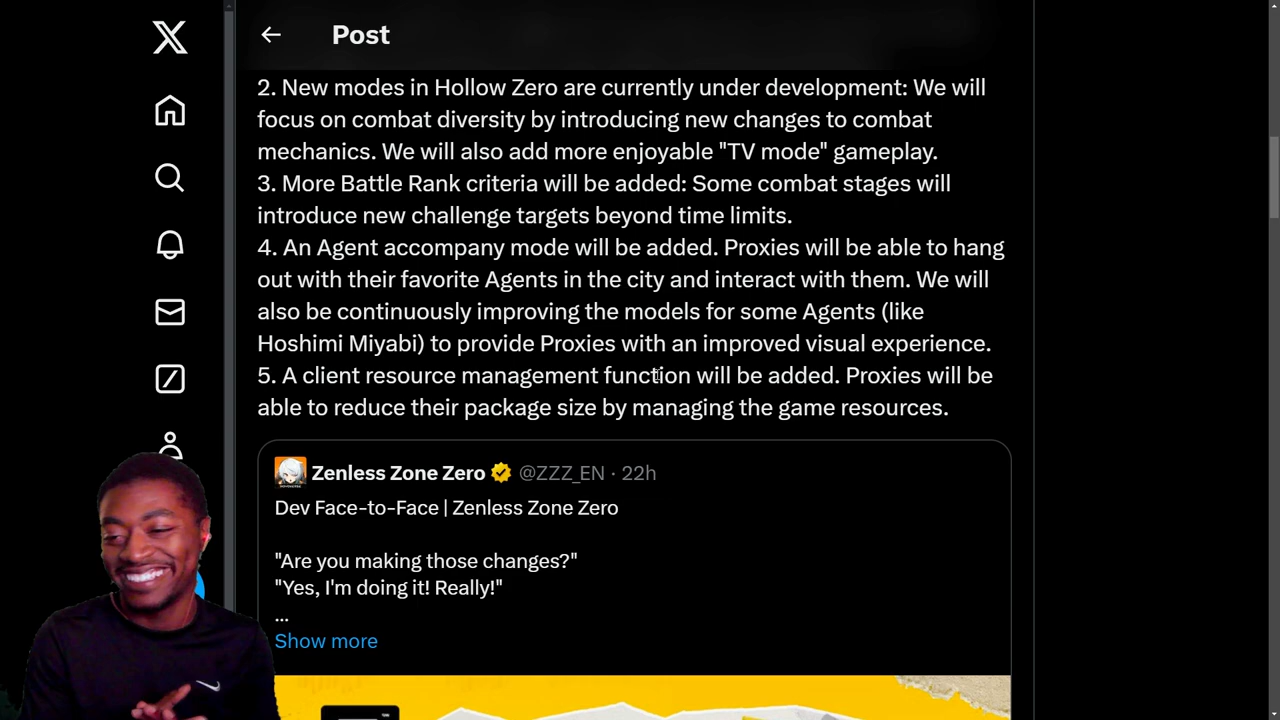 Post
2. New modes in Hollow Zero are currently under development: We will
focus on combat diversity by introducing new changes to combat
mechanics. We will also add more enjoyable "TV mode" gameplay.
3. More Battle Rank criteria will be added: Some combat stages will
introduce new challenge targets beyond time limits.
4. An Agent accompany mode will be added. Proxies will be able to hang
out with their favorite Agents in the city and interact with them. We will
also be continuously improving the models for some Agents (like
Hoshimi Miyabi) to provide Proxies with an improved visual experience.
5. A client resource management function will be added. Proxies will be
able to reduce their package size by managing the game resources.
Zenless Zone Zero @ZZZ_EN · 22h
Dev Face-to-Face | Zenless Zone Zero
"Are you making those changes?"
"Yes, I'm doing it! Really!"
...
Show more